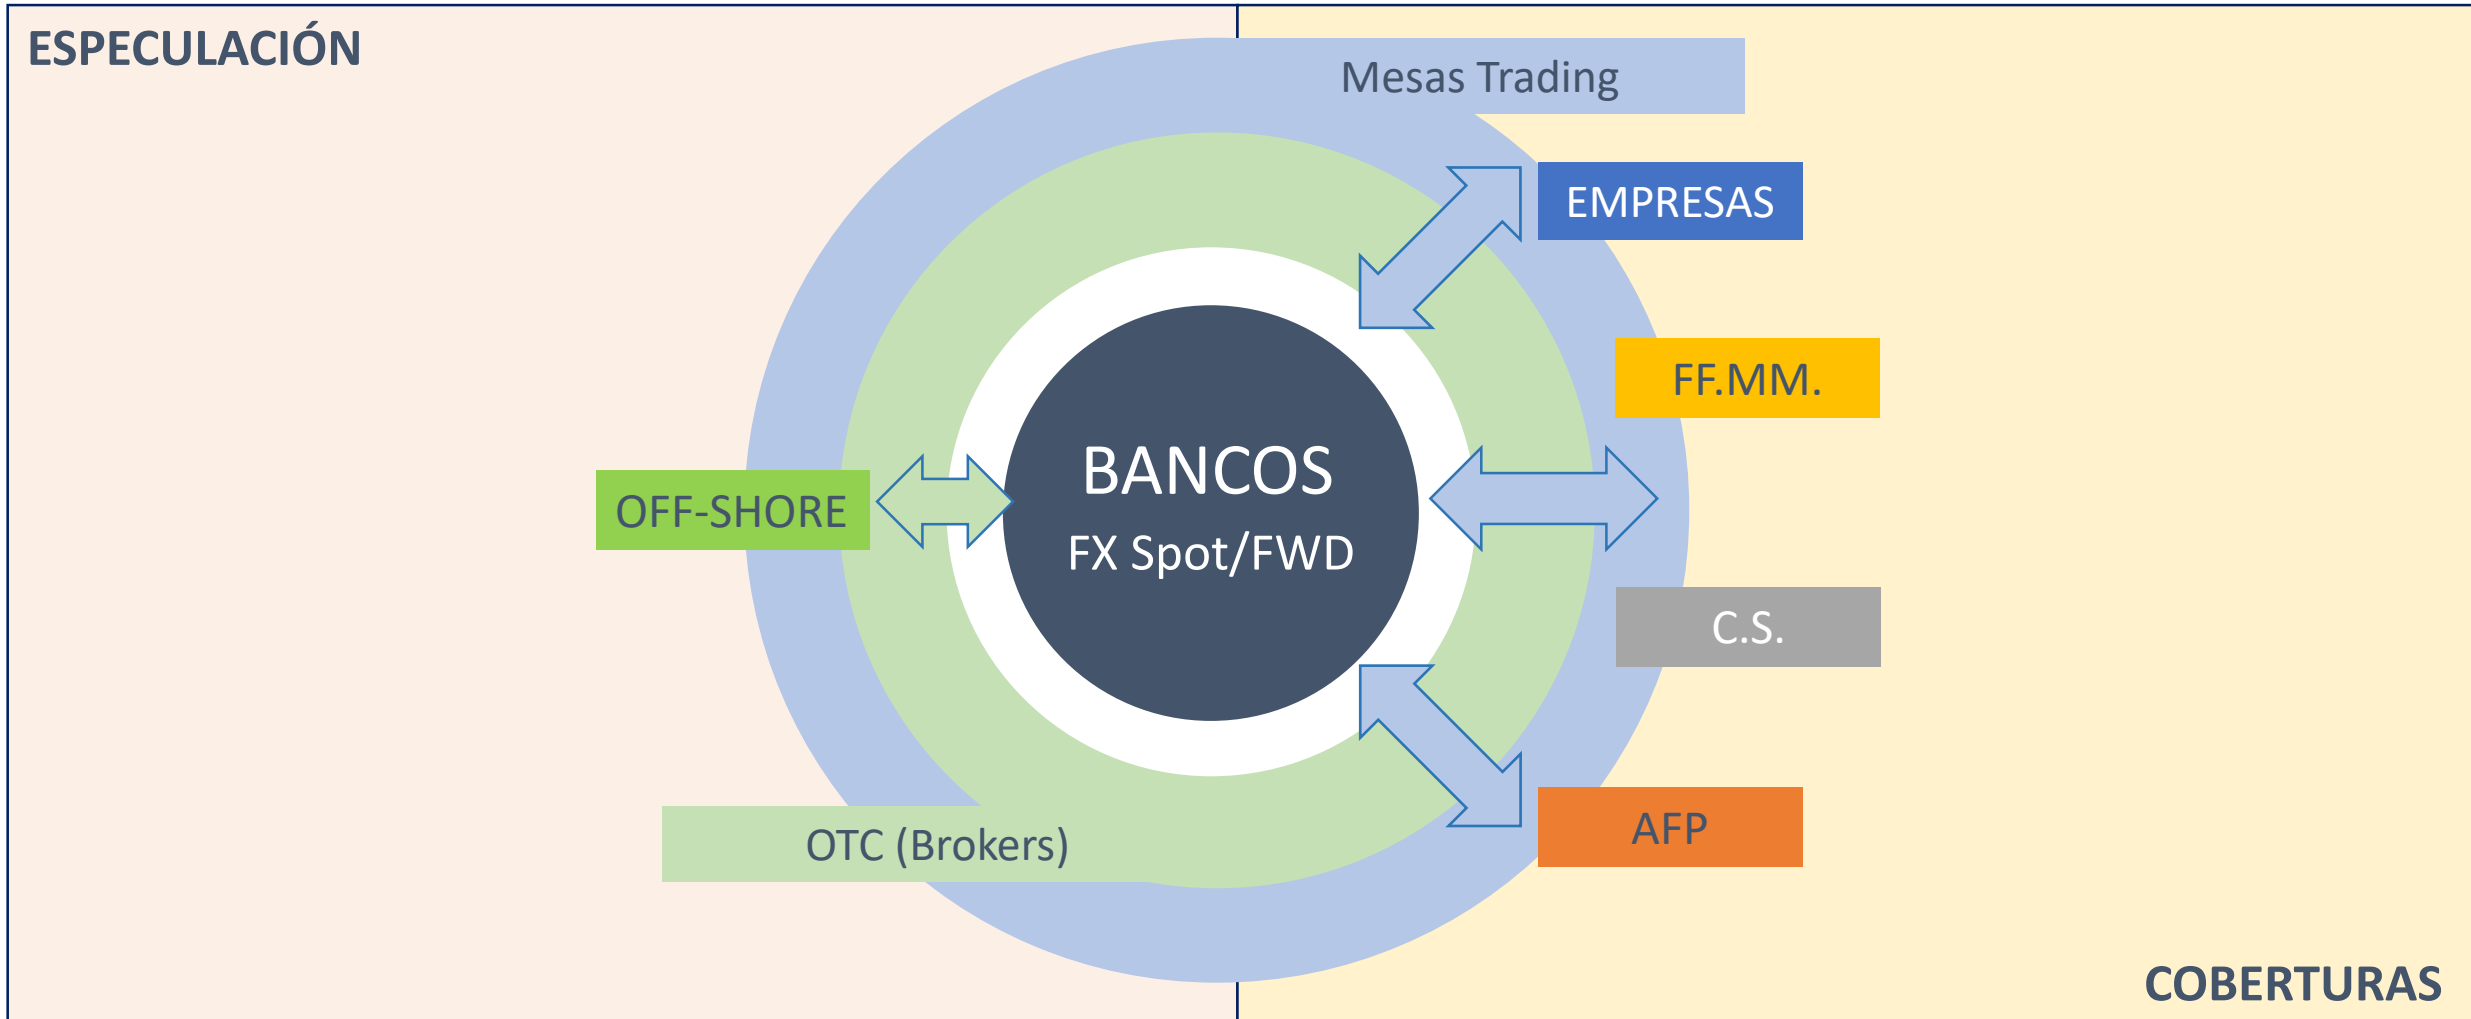 ESPECULACIÓN
Mesas Trading
EMPRESAS
FF.MM.
BANCOS
FX Spot/FWD
OFF-SHORE
C.S.
OTC (Brokers)
AFP
COBERTURAS